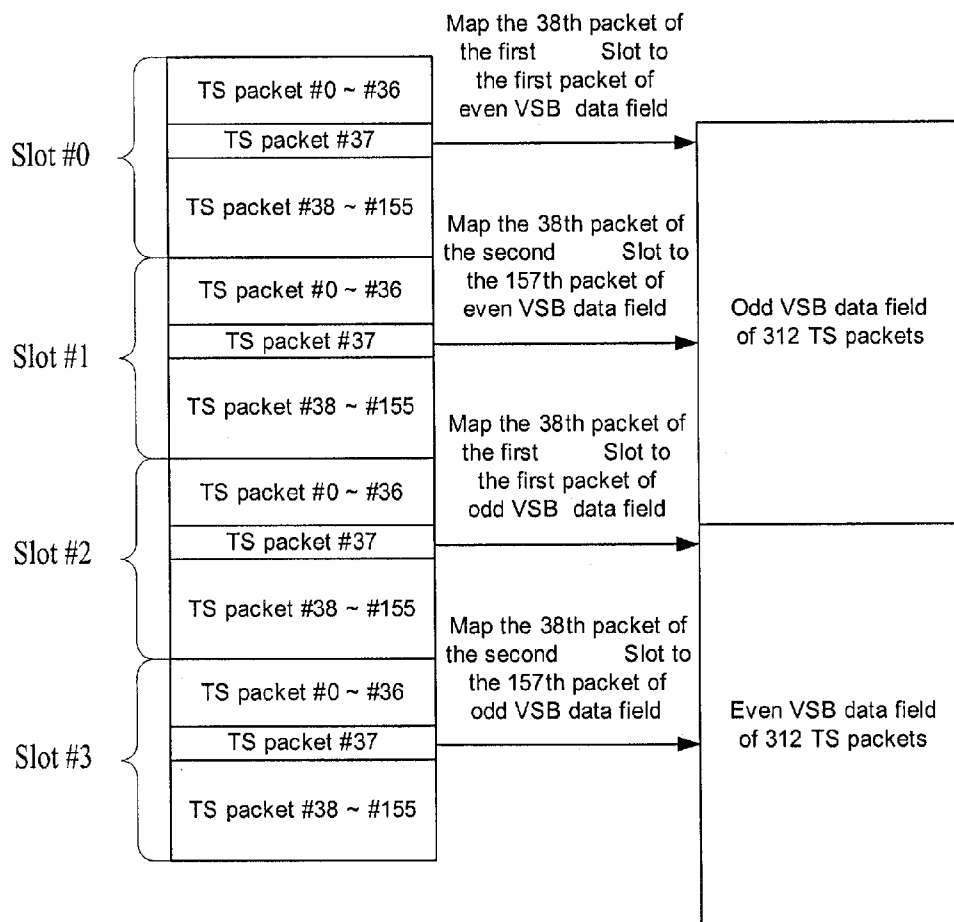 Map the 38th packet of
the first Slot to
the first packet of
even VSB data field
TS packet #0 ~ #36
TS packet #37
TS packet #38 ~ #155
Slot #0
Map the 38th packet of
the second Slot to
the 157th packet of
even VSB data field
TS packet #0 ~ #36
TS packet #37
TS packet #38 ~ #155
Slot #1
Odd VSB data field
of 312 TS packets
Map the 38th packet of
the first Slot to
the first packet of
odd VSB data field
TS packet #0 ~ #36
TS packet #37
TS packet #38 ~ #155
Slot #2
Map the 38th packet of
the second Slot to
the 157th packet of
odd VSB data field
TS packet #0 ~ #36
TS packet #37
TS packet #38 ~ #155
Slot #3
Even VSB data field
of 312 TS packets